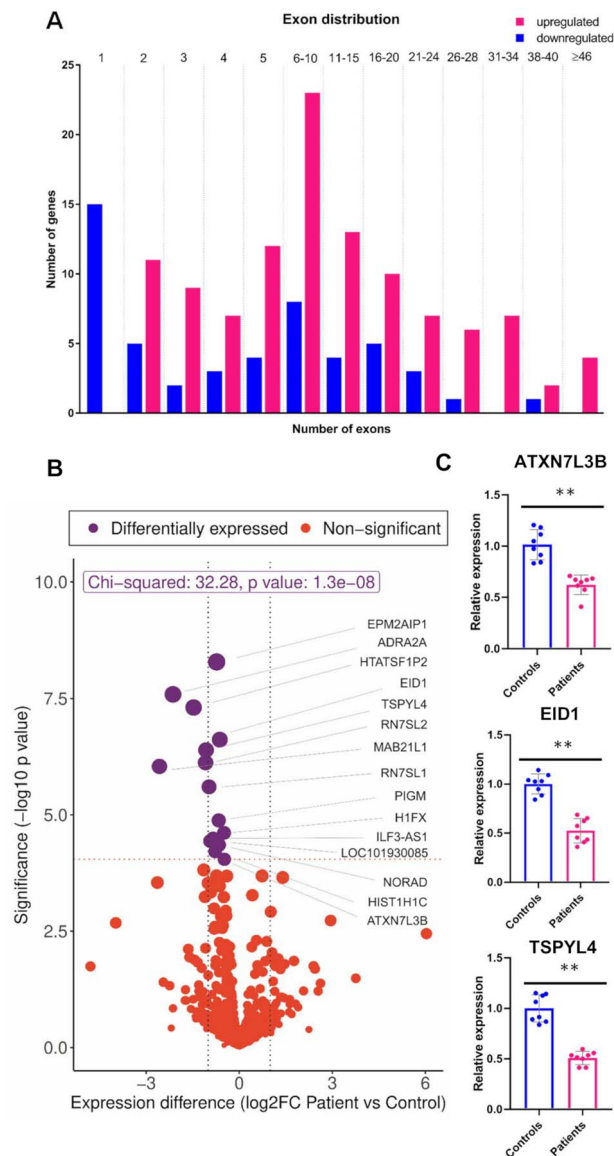 A
Exon distribution
upregulated
downregulated
1 2 3 4 5 6-10 11-15 16-20 21-24 26-28 31-34 38-40 ≥46
25
20
15
10
5
0
Number of genes
Number of exons
B
Differentially expressed
Non-significant
Chi-squared: 32.28, p value: 1.3e-08
10.0
7.5
5.0
2.5
0.0
Significance (-log10 p value)
EPM2AIP1
ADRA2A
HTATSF1P2
EID1
TSPYL4
RN7SL2
MAB21L1
RN7SL1
PIGM
H1FX
ILF3-AS1
LOC101930085
NORAD
HIST1H1C
ATXN7L3B
−3 0 3 6
Expression difference (log2FC Patient vs Control)
C
ATXN7L3B
**
1.5
1.0
0.5
0.0
Relative expression
Controls
Patients
EID1
**
1.5
1.0
0.5
0.0
Relative expression
Controls
Patients
TSPYL4
**
1.5
1.0
0.5
0.0
Relative expression
Controls
Patients